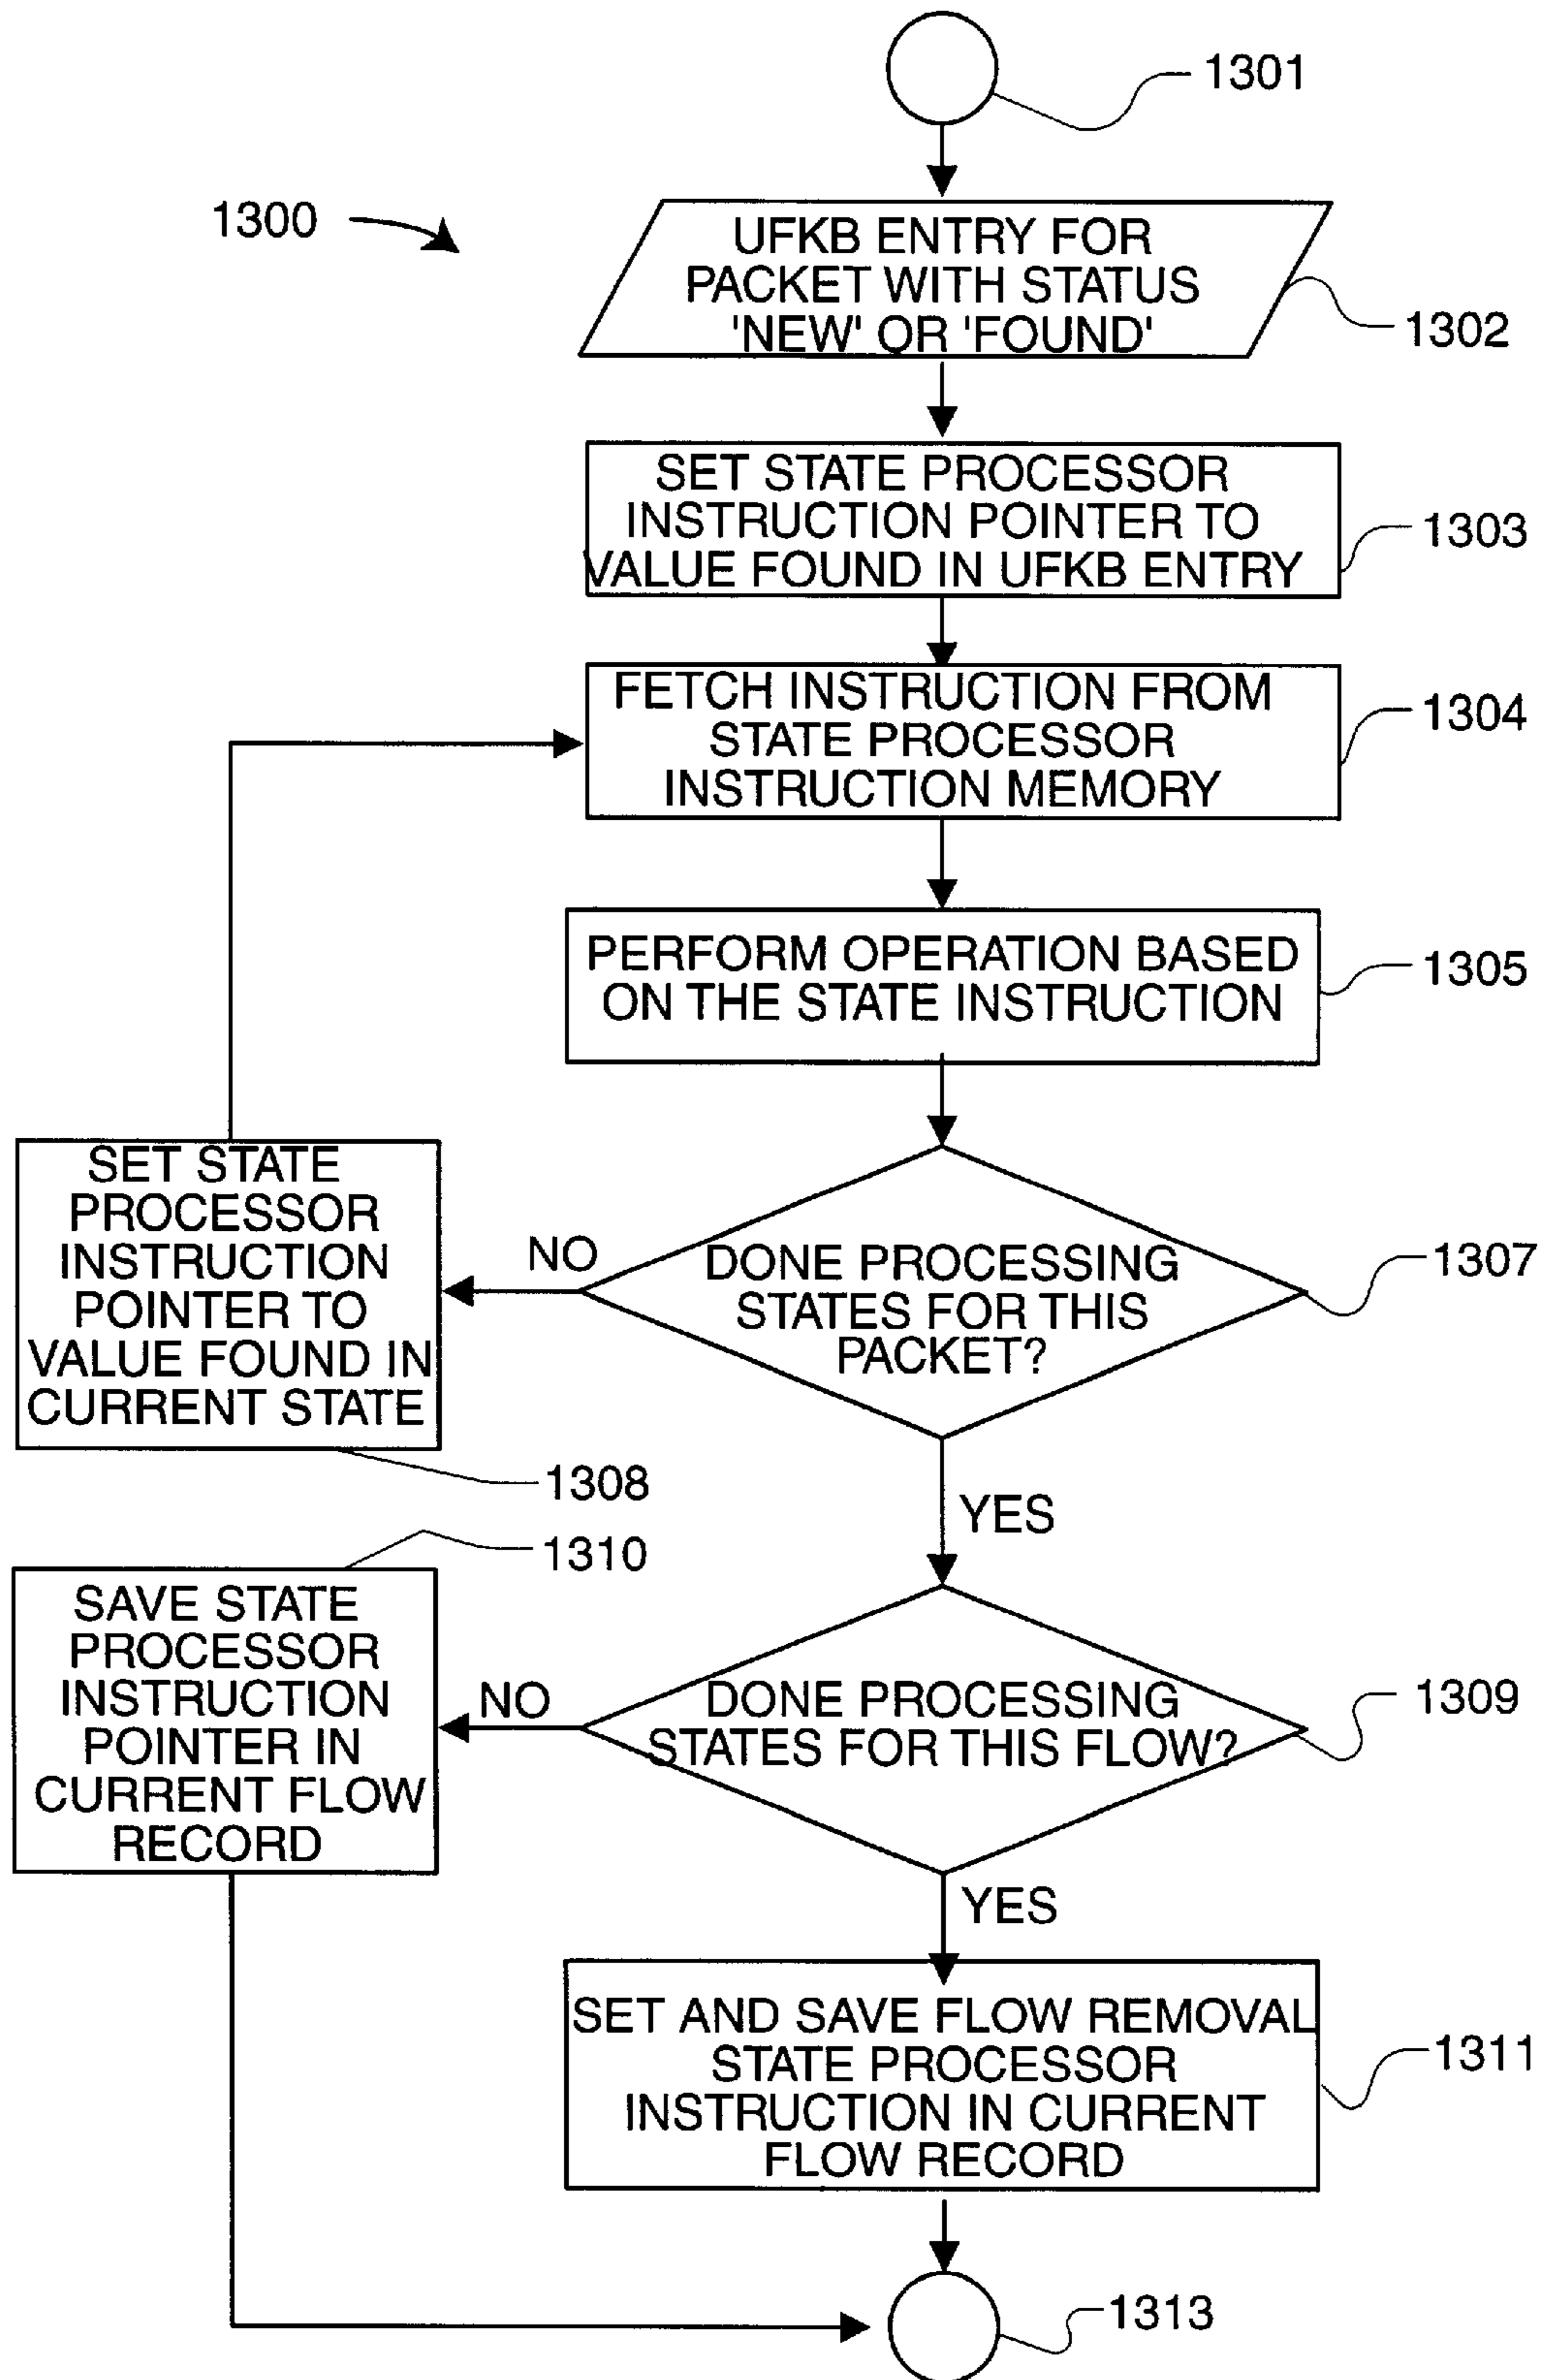 1301
1300
UFKB ENTRY FOR
PACKET WITH STATUS
'NEW' OR 'FOUND'
1302
SET STATE PROCESSOR
INSTRUCTION POINTER TO
VALUE FOUND IN UFKB ENTRY
1303
FETCH INSTRUCTION FROM
STATE PROCESSOR
INSTRUCTION MEMORY
1304
PERFORM OPERATION BASED
ON THE STATE INSTRUCTION
1305
SET STATE
PROCESSOR
INSTRUCTION
POINTER TO
VALUE FOUND IN
CURRENT STATE
1308
NO
DONE PROCESSING
STATES FOR THIS
PACKET?
1307
YES
1310
SAVE STATE
PROCESSOR
INSTRUCTION
POINTER IN
CURRENT FLOW
RECORD
NO
DONE PROCESSING
STATES FOR THIS FLOW?
1309
YES
SET AND SAVE FLOW REMOVAL
STATE PROCESSOR
INSTRUCTION IN CURRENT
FLOW RECORD
1311
1313